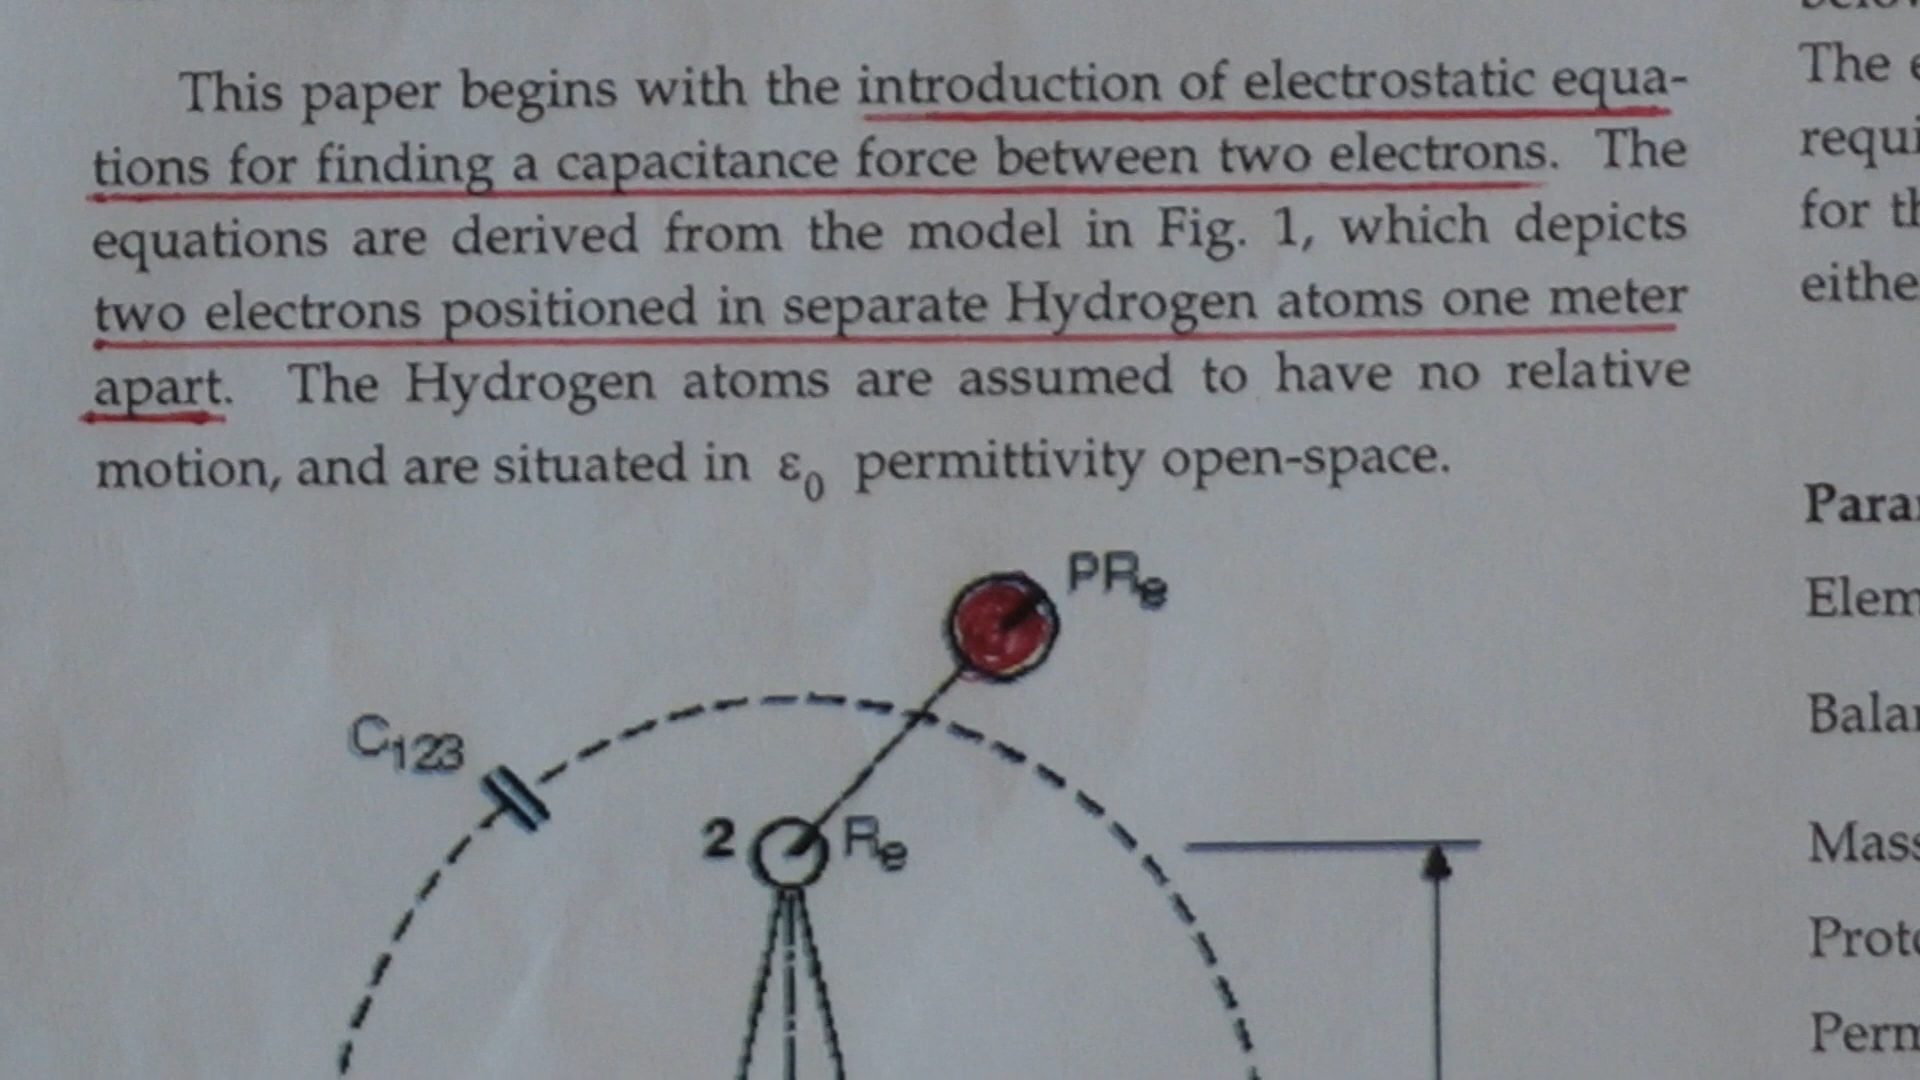 This paper begins with the introduction of electrostatic equa-
tions for finding a capacitance force between two electrons. The
equations are derived from the model in Fig. 1, which depicts
two electrons positioned in separate Hydrogen atoms one meter
apart. The Hydrogen atoms are assumed to have no relative
motion, and are situated in ε₀ permittivity open-space.
PRe
C₁₂₃
2 Re
The
for